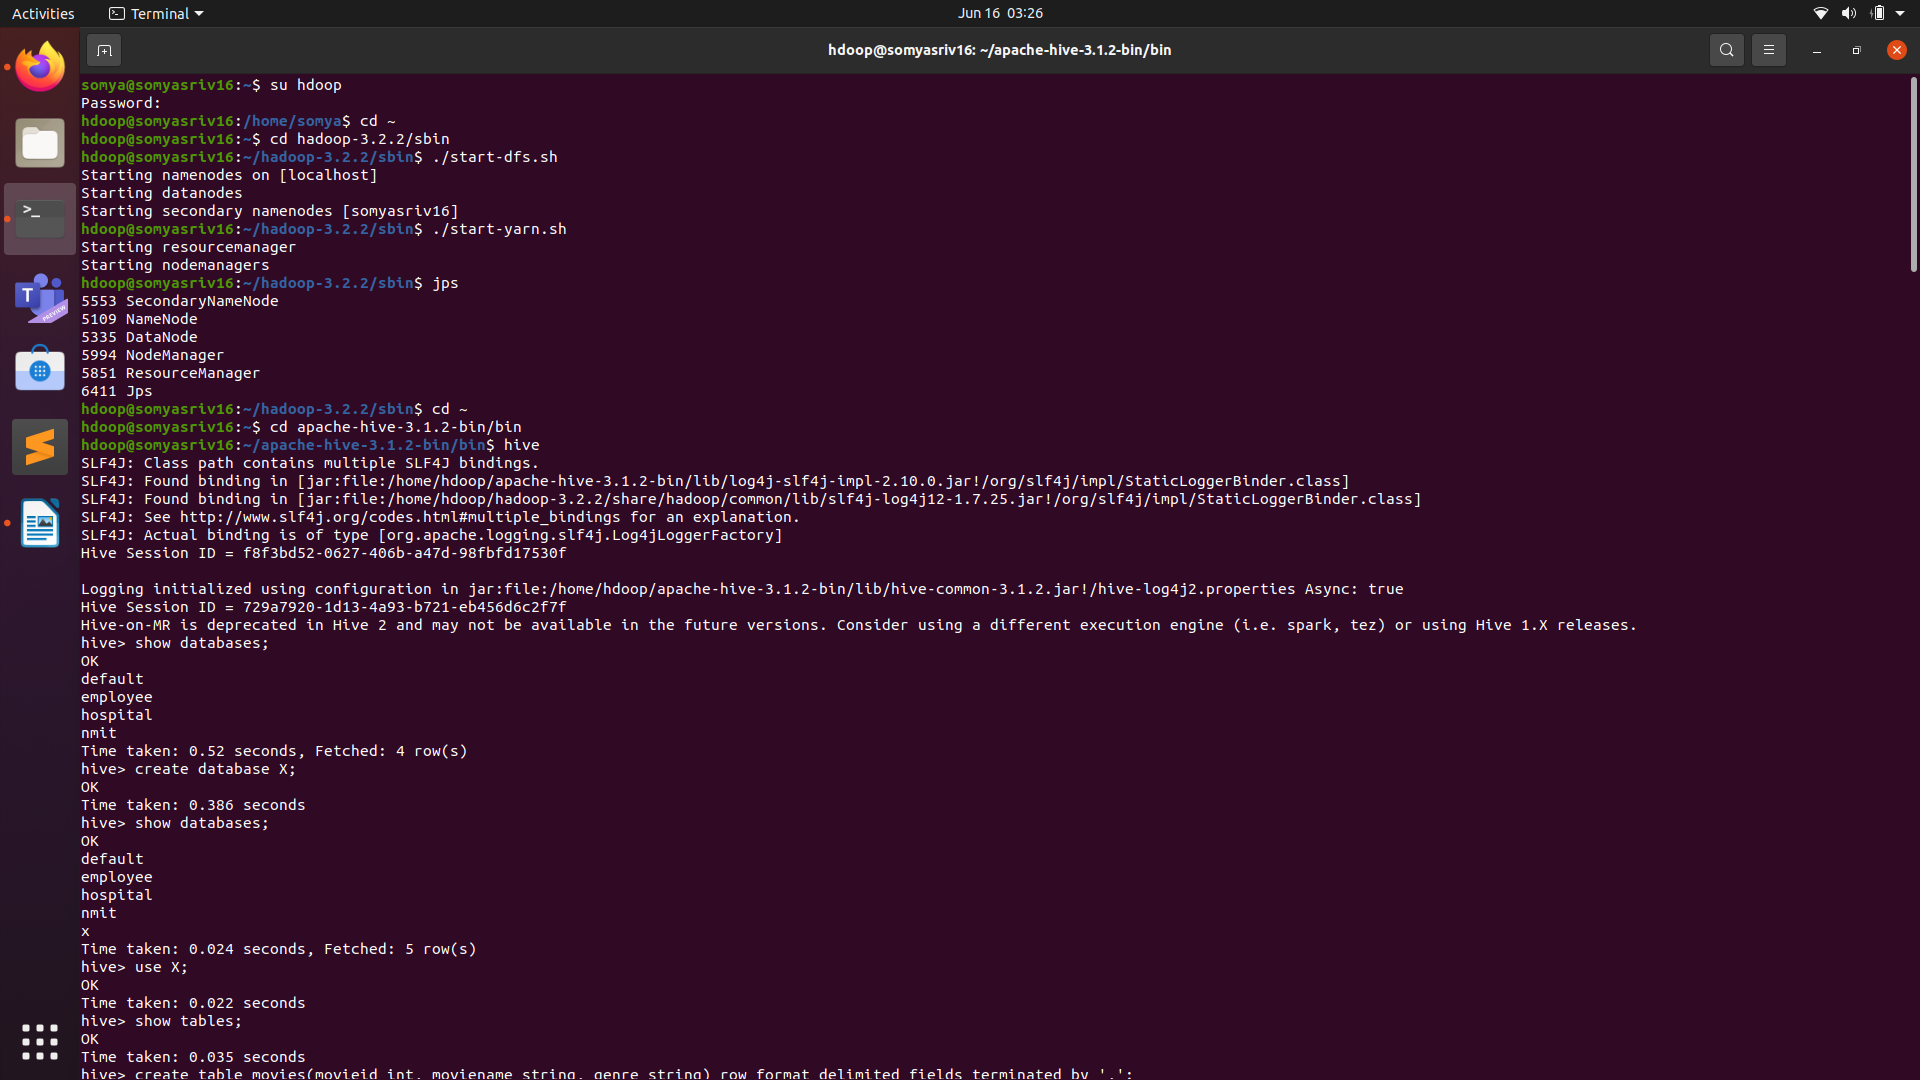 Activities
Terminal
Jun 16 03:26
hdoop@somyasriv16: ~/apache-hive-3.1.2-bin/bin
somya@somyasriv16:~$ su hdoop
Password:
hdoop@somyasriv16:/home/somya$ cd ~
hdoop@somyasriv16:~$ cd hadoop-3.2.2/sbin
hdoop@somyasriv16:~/hadoop-3.2.2/sbin$ ./start-dfs.sh
Starting namenodes on [localhost]
Starting datanodes
Starting secondary namenodes [somyasriv16]
hdoop@somyasriv16:~/hadoop-3.2.2/sbin$ ./start-yarn.sh
Starting resourcemanager
Starting nodemanagers
hdoop@somyasriv16:~/hadoop-3.2.2/sbin$ jps
5553 SecondaryNameNode
5109 NameNode
5335 DataNode
5994 NodeManager
5851 ResourceManager
6411 Jps
hdoop@somyasriv16:~/hadoop-3.2.2/sbin$ cd ~
hdoop@somyasriv16:~$ cd apache-hive-3.1.2-bin/bin
hdoop@somyasriv16:~/apache-hive-3.1.2-bin/bin$ hive
SLF4J: Class path contains multiple SLF4J bindings.
SLF4J: Found binding in [jar:file:/home/hdoop/apache-hive-3.1.2-bin/lib/log4j-slf4j-impl-2.10.0.jar!/org/slf4j/impl/StaticLoggerBinder.class]
SLF4J: Found binding in [jar:file:/home/hdoop/hadoop-3.2.2/share/hadoop/common/lib/slf4j-log4j12-1.7.25.jar!/org/slf4j/impl/StaticLoggerBinder.class]
SLF4J: See http://www.slf4j.org/codes.html#multiple_bindings for an explanation.
SLF4J: Actual binding is of type [org.apache.logging.slf4j.Log4jLoggerFactory]
Hive Session ID = f8f3bd52-0627-406b-a47d-98fbfd17530f
Logging initialized using configuration in jar:file:/home/hdoop/apache-hive-3.1.2-bin/lib/hive-common-3.1.2.jar!/hive-log4j2.properties Async: true
Hive Session ID = 729a7920-1d13-4a93-b721-eb456d6c2f7f
Hive-on-MR is deprecated in Hive 2 and may not be available in the future versions. Consider using a different execution engine (i.e. spark, tez) or using Hive 1.X releases.
hive> show databases;
OK
default
employee
hospital
nmit
Time taken: 0.52 seconds, Fetched: 4 row(s)
hive> create database X;
OK
Time taken: 0.386 seconds
hive> show databases;
OK
default
employee
hospital
nmit
x
Time taken: 0.024 seconds, Fetched: 5 row(s)
hive> use X;
OK
Time taken: 0.022 seconds
hive> show tables;
OK
Time taken: 0.035 seconds
hive> create table movies(movieid int, moviename string, genre string) row format delimited fields terminated by ',';